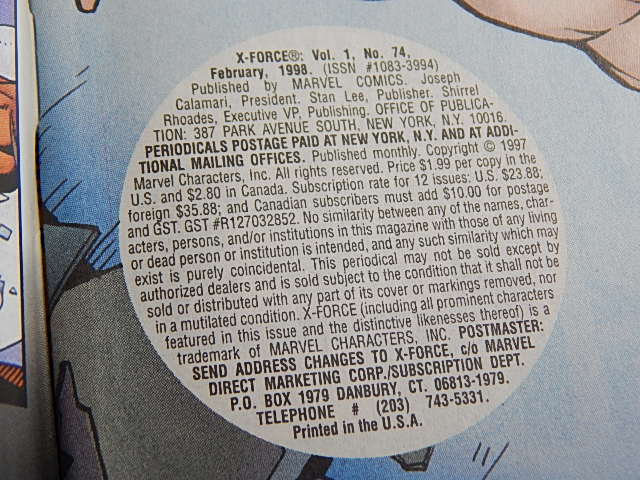 X-FORCE®: Vol. 1, No. 74,
February, 1998. (ISSN #1083-3994)
Published by MARVEL COMICS. Joseph
Calamari, President. Stan Lee, Publisher. Shirrel
Rhoades, Executive VP, Publishing. OFFICE OF PUBLICA-
TION: 387 PARK AVENUE SOUTH, NEW YORK, N.Y. 10016.
PERIODICALS POSTAGE PAID AT NEW YORK, N.Y. AND AT ADDI-
TIONAL MAILING OFFICES. Published monthly. Copyright © 1997
Marvel Characters, Inc. All rights reserved. Price $1.99 per copy in the
U.S. and $2.80 in Canada. Subscription rate for 12 issues: U.S. $23.88;
foreign $35.88; and Canadian subscribers must add $10.00 for postage
and GST. GST #R127032852. No similarity between any of the names, char-
acters, persons, and/or institutions in this magazine with those of any living
or dead person or institution is intended, and any such similarity which may
exist is purely coincidental. This periodical may not be sold except by
authorized dealers and is sold subject to the condition that it shall not be
sold or distributed with any part of its cover or markings removed, nor
in a mutilated condition. X-FORCE (including all prominent characters
featured in this issue and the distinctive likenesses thereof) is a
trademark of MARVEL CHARACTERS, INC. POSTMASTER:
SEND ADDRESS CHANGES TO X-FORCE, c/o MARVEL
DIRECT MARKETING CORP./SUBSCRIPTION DEPT.
P.O. BOX 1979 DANBURY, CT. 06813-1979.
TELEPHONE # (203) 743-5331.
Printed in the U.S.A.